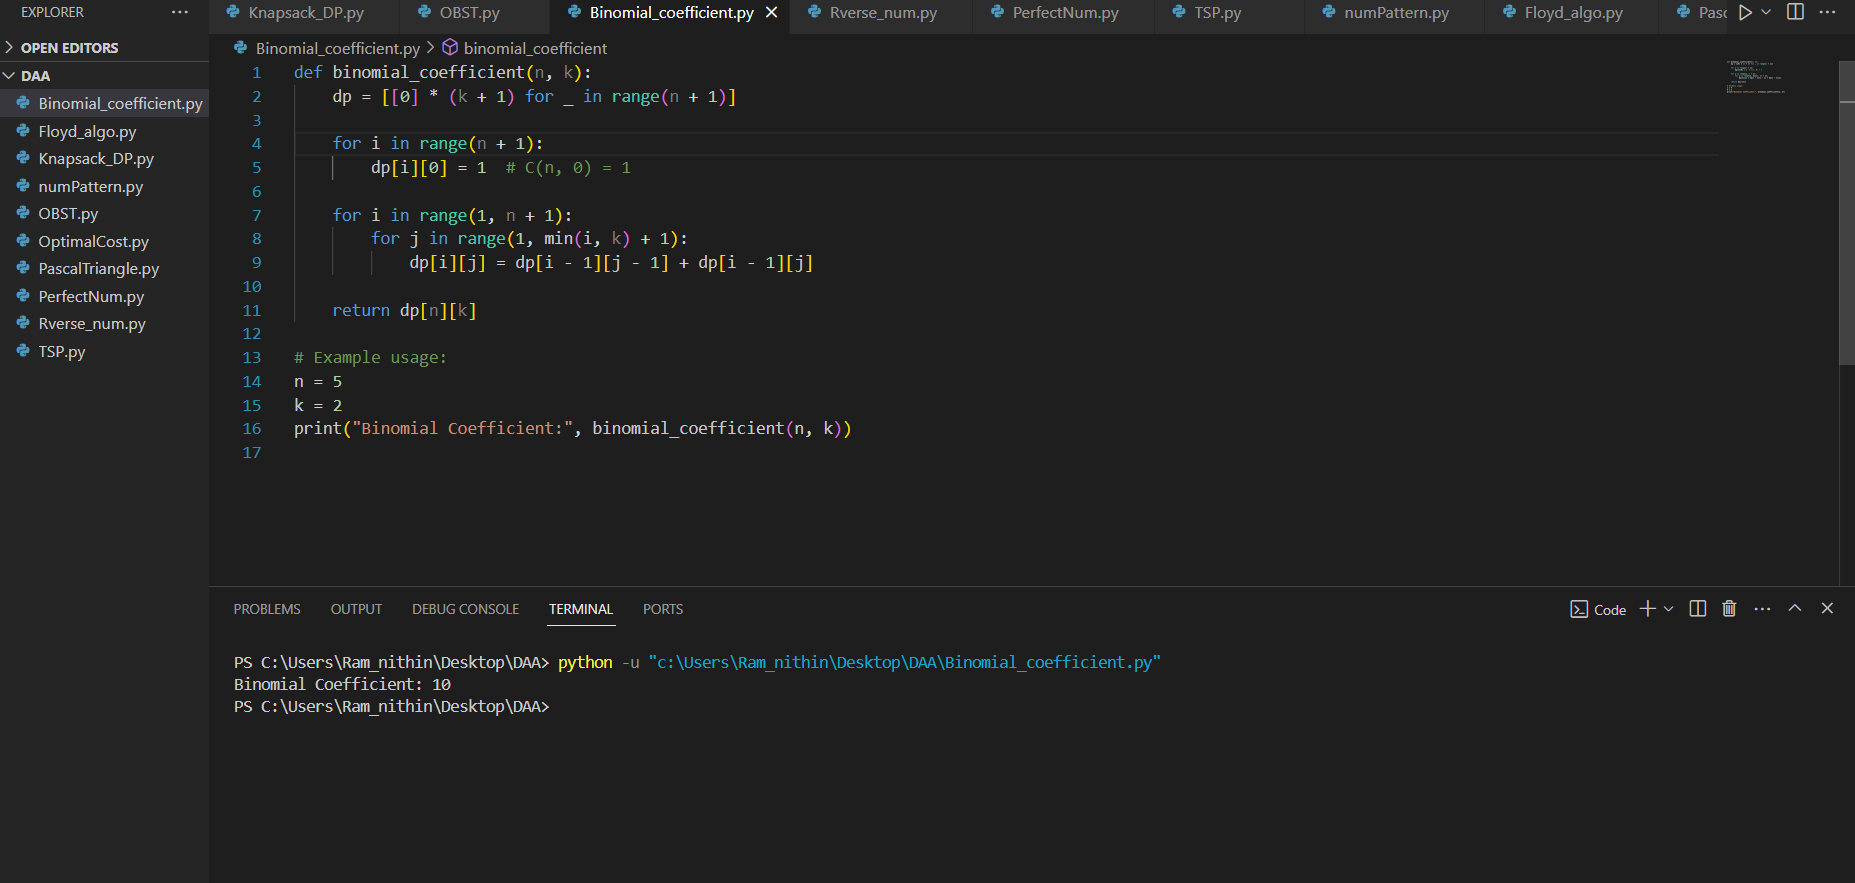 EXPLORER ···
OPEN EDITORS
DAA
Binomial_coefficient.py
Floyd_algo.py
Knapsack_DP.py
numPattern.py
OBST.py
OptimalCost.py
PascalTriangle.py
PerfectNum.py
Rverse_num.py
TSP.py
Knapsack_DP.py OBST.py Binomial_coefficient.py Rverse_num.py PerfectNum.py TSP.py numPattern.py Floyd_algo.py Pasc
Binomial_coefficient.py > binomial_coefficient
1 def binomial_coefficient(n, k):
2     dp = [[0] * (k + 1) for _ in range(n + 1)]
3
4     for i in range(n + 1):
5         dp[i][0] = 1  # C(n, 0) = 1
6
7     for i in range(1, n + 1):
8         for j in range(1, min(i, k) + 1):
9             dp[i][j] = dp[i - 1][j - 1] + dp[i - 1][j]
10
11     return dp[n][k]
12
13 # Example usage:
14 n = 5
15 k = 2
16 print("Binomial Coefficient:", binomial_coefficient(n, k))
17
PROBLEMS OUTPUT DEBUG CONSOLE TERMINAL PORTS Code
PS C:\Users\Ram_nithin\Desktop\DAA> python -u "c:\Users\Ram_nithin\Desktop\DAA\Binomial_coefficient.py"
Binomial Coefficient: 10
PS C:\Users\Ram_nithin\Desktop\DAA>